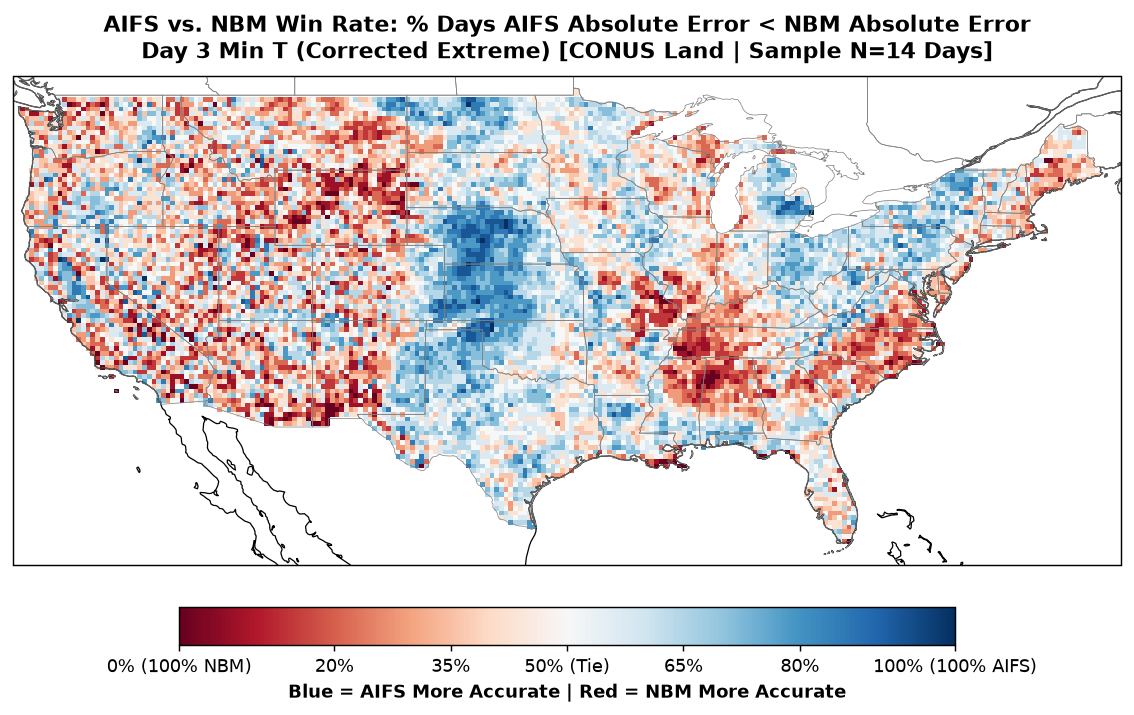 AIFS vs. NBM Win Rate: % Days AIFS Absolute Error < NBM Absolute Error
Day 3 Min T (Corrected Extreme) [CONUS Land | Sample N=14 Days]
0% (100% NBM) 20% 35% 50% (Tie) 65% 80% 100% (100% AIFS)
Blue = AIFS More Accurate | Red = NBM More Accurate